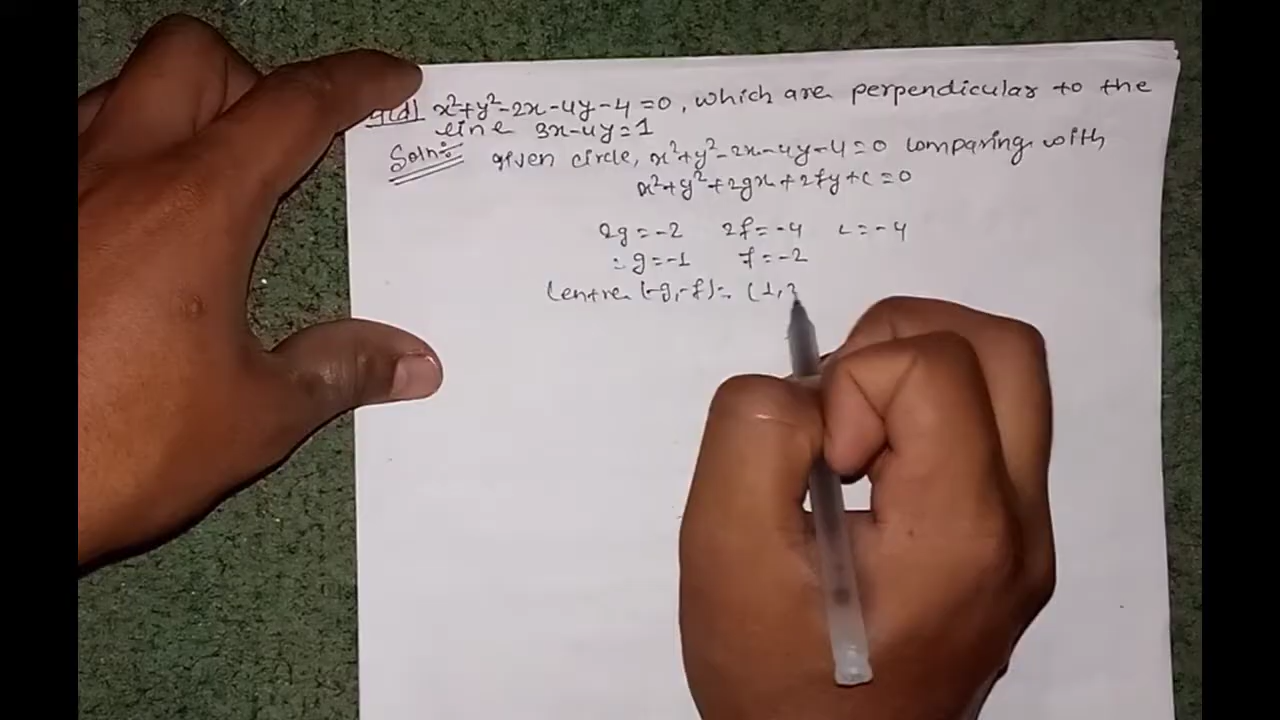 x²+y²-2x-4y-4=0, which are perpendicular to the
line 3x-4y=1
Soln:- given circle, x²+y²-2x-4y-4=0 comparing with
x²+y²+2gx+2fy+c=0
2g=-2 2f=-4 c=-4
∴g=-1 f=-2
Centre (-g,-f)= (1,2